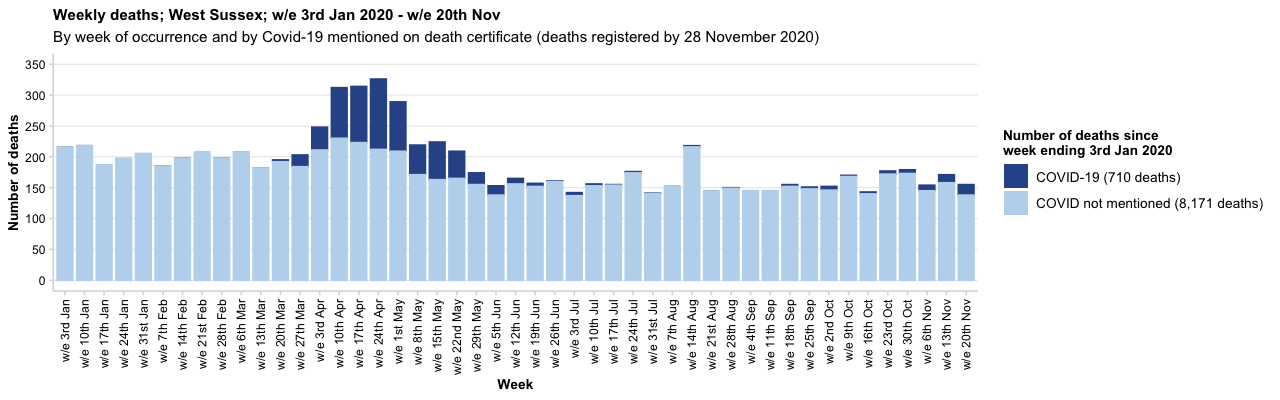 Weekly deaths; West Sussex; w/e 3rd Jan 2020 - w/e 20th Nov
By week of occurrence and by Covid-19 mentioned on death certificate (deaths registered by 28 November 2020)
Number of deaths
350
300
250
200
150
100
50
0
w/e 3rd Jan
w/e 10th Jan
w/e 17th Jan
w/e 24th Jan
w/e 31st Jan
w/e 7th Feb
w/e 14th Feb
w/e 21st Feb
w/e 28th Feb
w/e 6th Mar
w/e 13th Mar
w/e 20th Mar
w/e 27th Mar
w/e 3rd Apr
w/e 10th Apr
w/e 17th Apr
w/e 24th Apr
w/e 1st May
w/e 8th May
w/e 15th May
w/e 22nd May
w/e 29th May
w/e 5th Jun
w/e 12th Jun
w/e 19th Jun
w/e 26th Jun
w/e 3rd Jul
w/e 10th Jul
w/e 17th Jul
w/e 24th Jul
w/e 31st Jul
w/e 7th Aug
w/e 14th Aug
w/e 21st Aug
w/e 28th Aug
w/e 4th Sep
w/e 11th Sep
w/e 18th Sep
w/e 25th Sep
w/e 2nd Oct
w/e 9th Oct
w/e 16th Oct
w/e 23rd Oct
w/e 30th Oct
w/e 6th Nov
w/e 13th Nov
w/e 20th Nov
Week
Number of deaths since
week ending 3rd Jan 2020
COVID-19 (710 deaths)
COVID not mentioned (8,171 deaths)